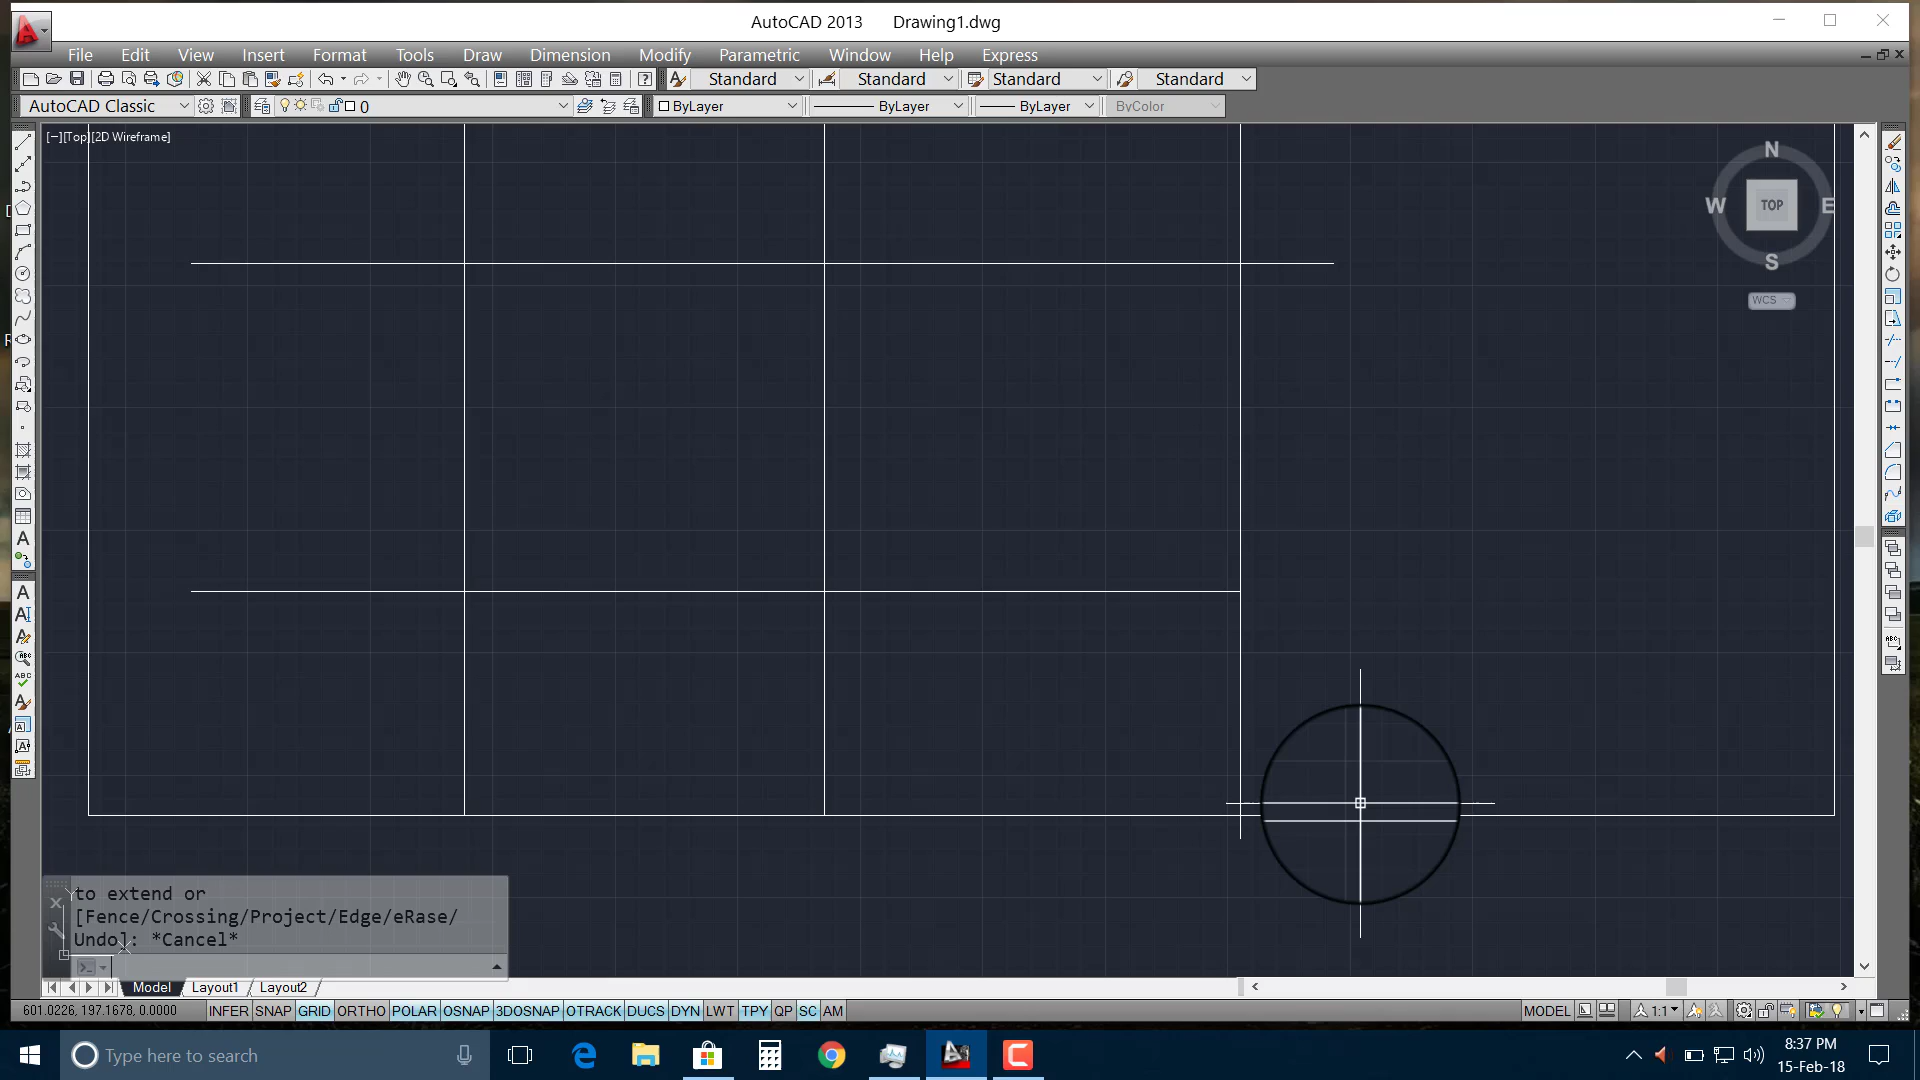 AutoCAD 2013 Drawing1.dwg
File Edit View Insert Format Tools Draw Dimension Modify Parametric Window Help Express
Standard Standard Standard Standard
AutoCAD Classic 0 ByLayer ByLayer ByLayer ByColor
[−][Top][2D Wireframe]
N
W TOP E
S
WCS
to extend or
[Fence/Crossing/Project/Edge/eRase/
Undo]: *Cancel*
Model Layout1 Layout2
601.0226, 197.1678, 0.0000 INFER SNAP GRID ORTHO POLAR OSNAP 3DOSNAP OTRACK DUCS DYN LWT TPY QP SC AM MODEL 1:1
Type here to search
8:37 PM
15-Feb-18